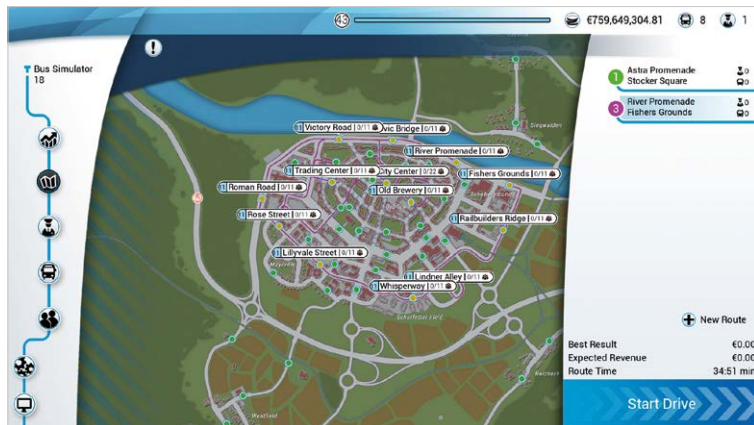 43
€759,649,304.81
8
1
Bus Simulator
18
Astra Promenade
Stocker Square
0
0
1
River Promenade
Fishers Grounds
0
0
3
Victory Road | 0/11
vic Bridge | 0/11
River Promenade | 0/11
Trading Center | 0/11
City Center | 0/22
Fishers Grounds | 0/11
Roman Road | 0/11
Old Brewery | 0/11
Rose Street | 0/11
Railbuilders Ridge | 0/11
Lillyvale Street | 0/11
Lindner Alley | 0/11
Whisperway | 0/11
New Route
Best Result €0.00
Expected Revenue €0.00
Route Time 34:51 min
Start Drive